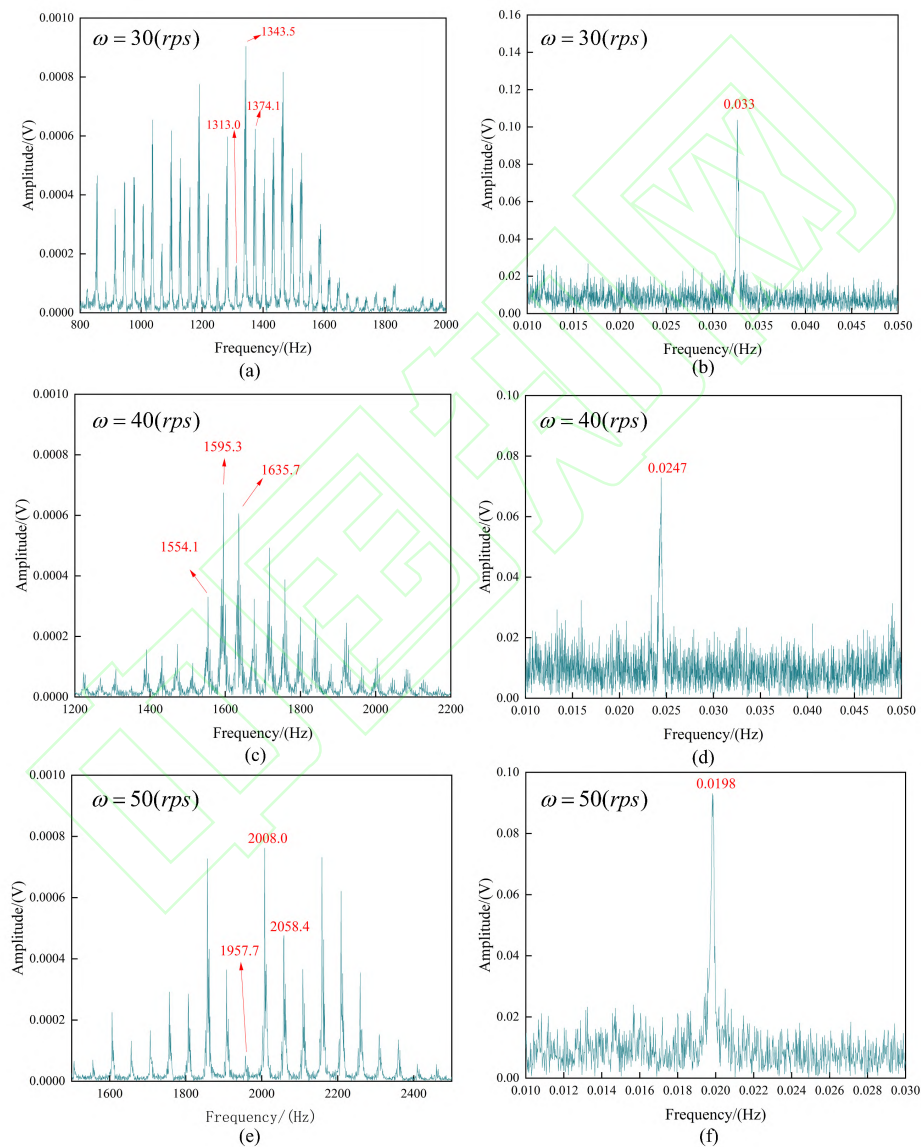 ω = 30(rps)
1343.5
1374.1
1313.0
0.0010
0.0008
0.0006
0.0004
0.0002
0.0000
Amplitude/(V)
800 1000 1200 1400 1600 1800 2000
Frequency/(Hz)
(a)
ω = 30(rps)
0.033
0.16
0.14
0.12
0.10
0.08
0.06
0.04
0.02
0.00
Amplitude/(V)
0.010 0.015 0.020 0.025 0.030 0.035 0.040 0.045 0.050
Frequency/(Hz)
(b)
ω = 40(rps)
1595.3
1635.7
1554.1
0.0010
0.0008
0.0006
0.0004
0.0002
0.0000
Amplitude/(V)
1200 1400 1600 1800 2000 2200
Frequency/(Hz)
(c)
ω = 40(rps)
0.0247
0.10
0.08
0.06
0.04
0.02
0.00
Amplitude/(V)
0.010 0.015 0.020 0.025 0.030 0.035 0.040 0.045 0.050
Frequency/(Hz)
(d)
ω = 50(rps)
2008.0
2058.4
1957.7
0.0010
0.0008
0.0006
0.0004
0.0002
0.0000
Amplitude/(V)
1600 1800 2000 2200 2400
Frequency/(Hz)
(e)
ω = 50(rps)
0.0198
0.10
0.08
0.06
0.04
0.02
0.00
Amplitude/(V)
0.010 0.012 0.014 0.016 0.018 0.020 0.022 0.024 0.026 0.028 0.030
Frequency/(Hz)
(f)